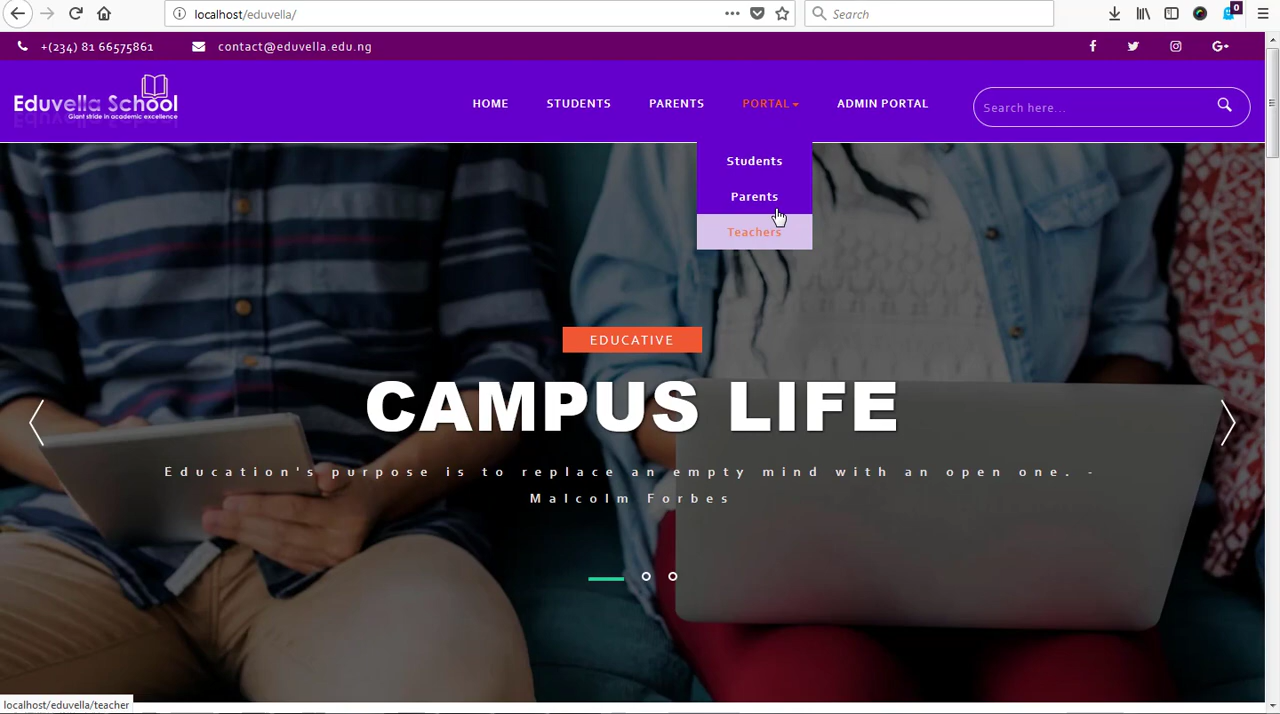 localhost/eduvella/
Search
0
+(234) 81 66575861
contact@eduvella.edu.ng
G+
Eduvella School
Giant stride in academic excellence
HOME
STUDENTS
PARENTS
PORTAL
ADMIN PORTAL
Search here...
Students
Parents
Teachers
EDUCATIVE
CAMPUS LIFE
Education's purpose is to replace an empty mind with an open one. -
Malcolm Forbes
localhost/eduvella/teacher